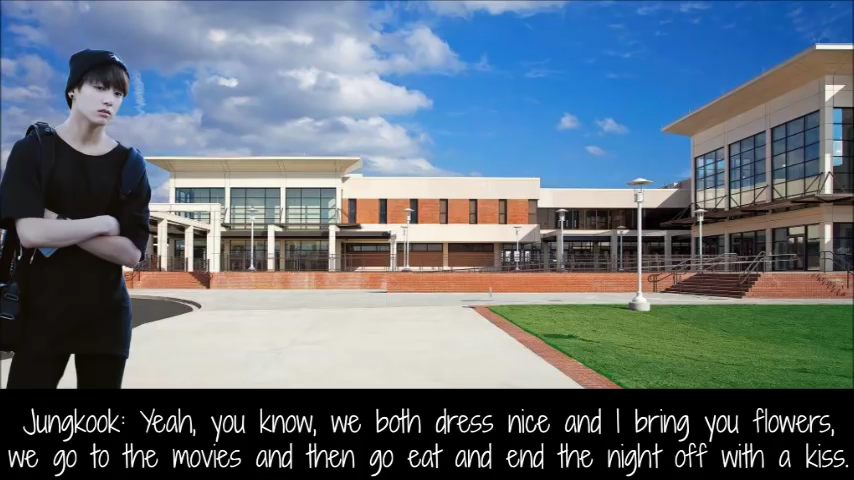 Jungkook: Yeah, you know, we both dress nice and I bring you flowers,
we go to the movies and then go eat and end the night off with a kiss.